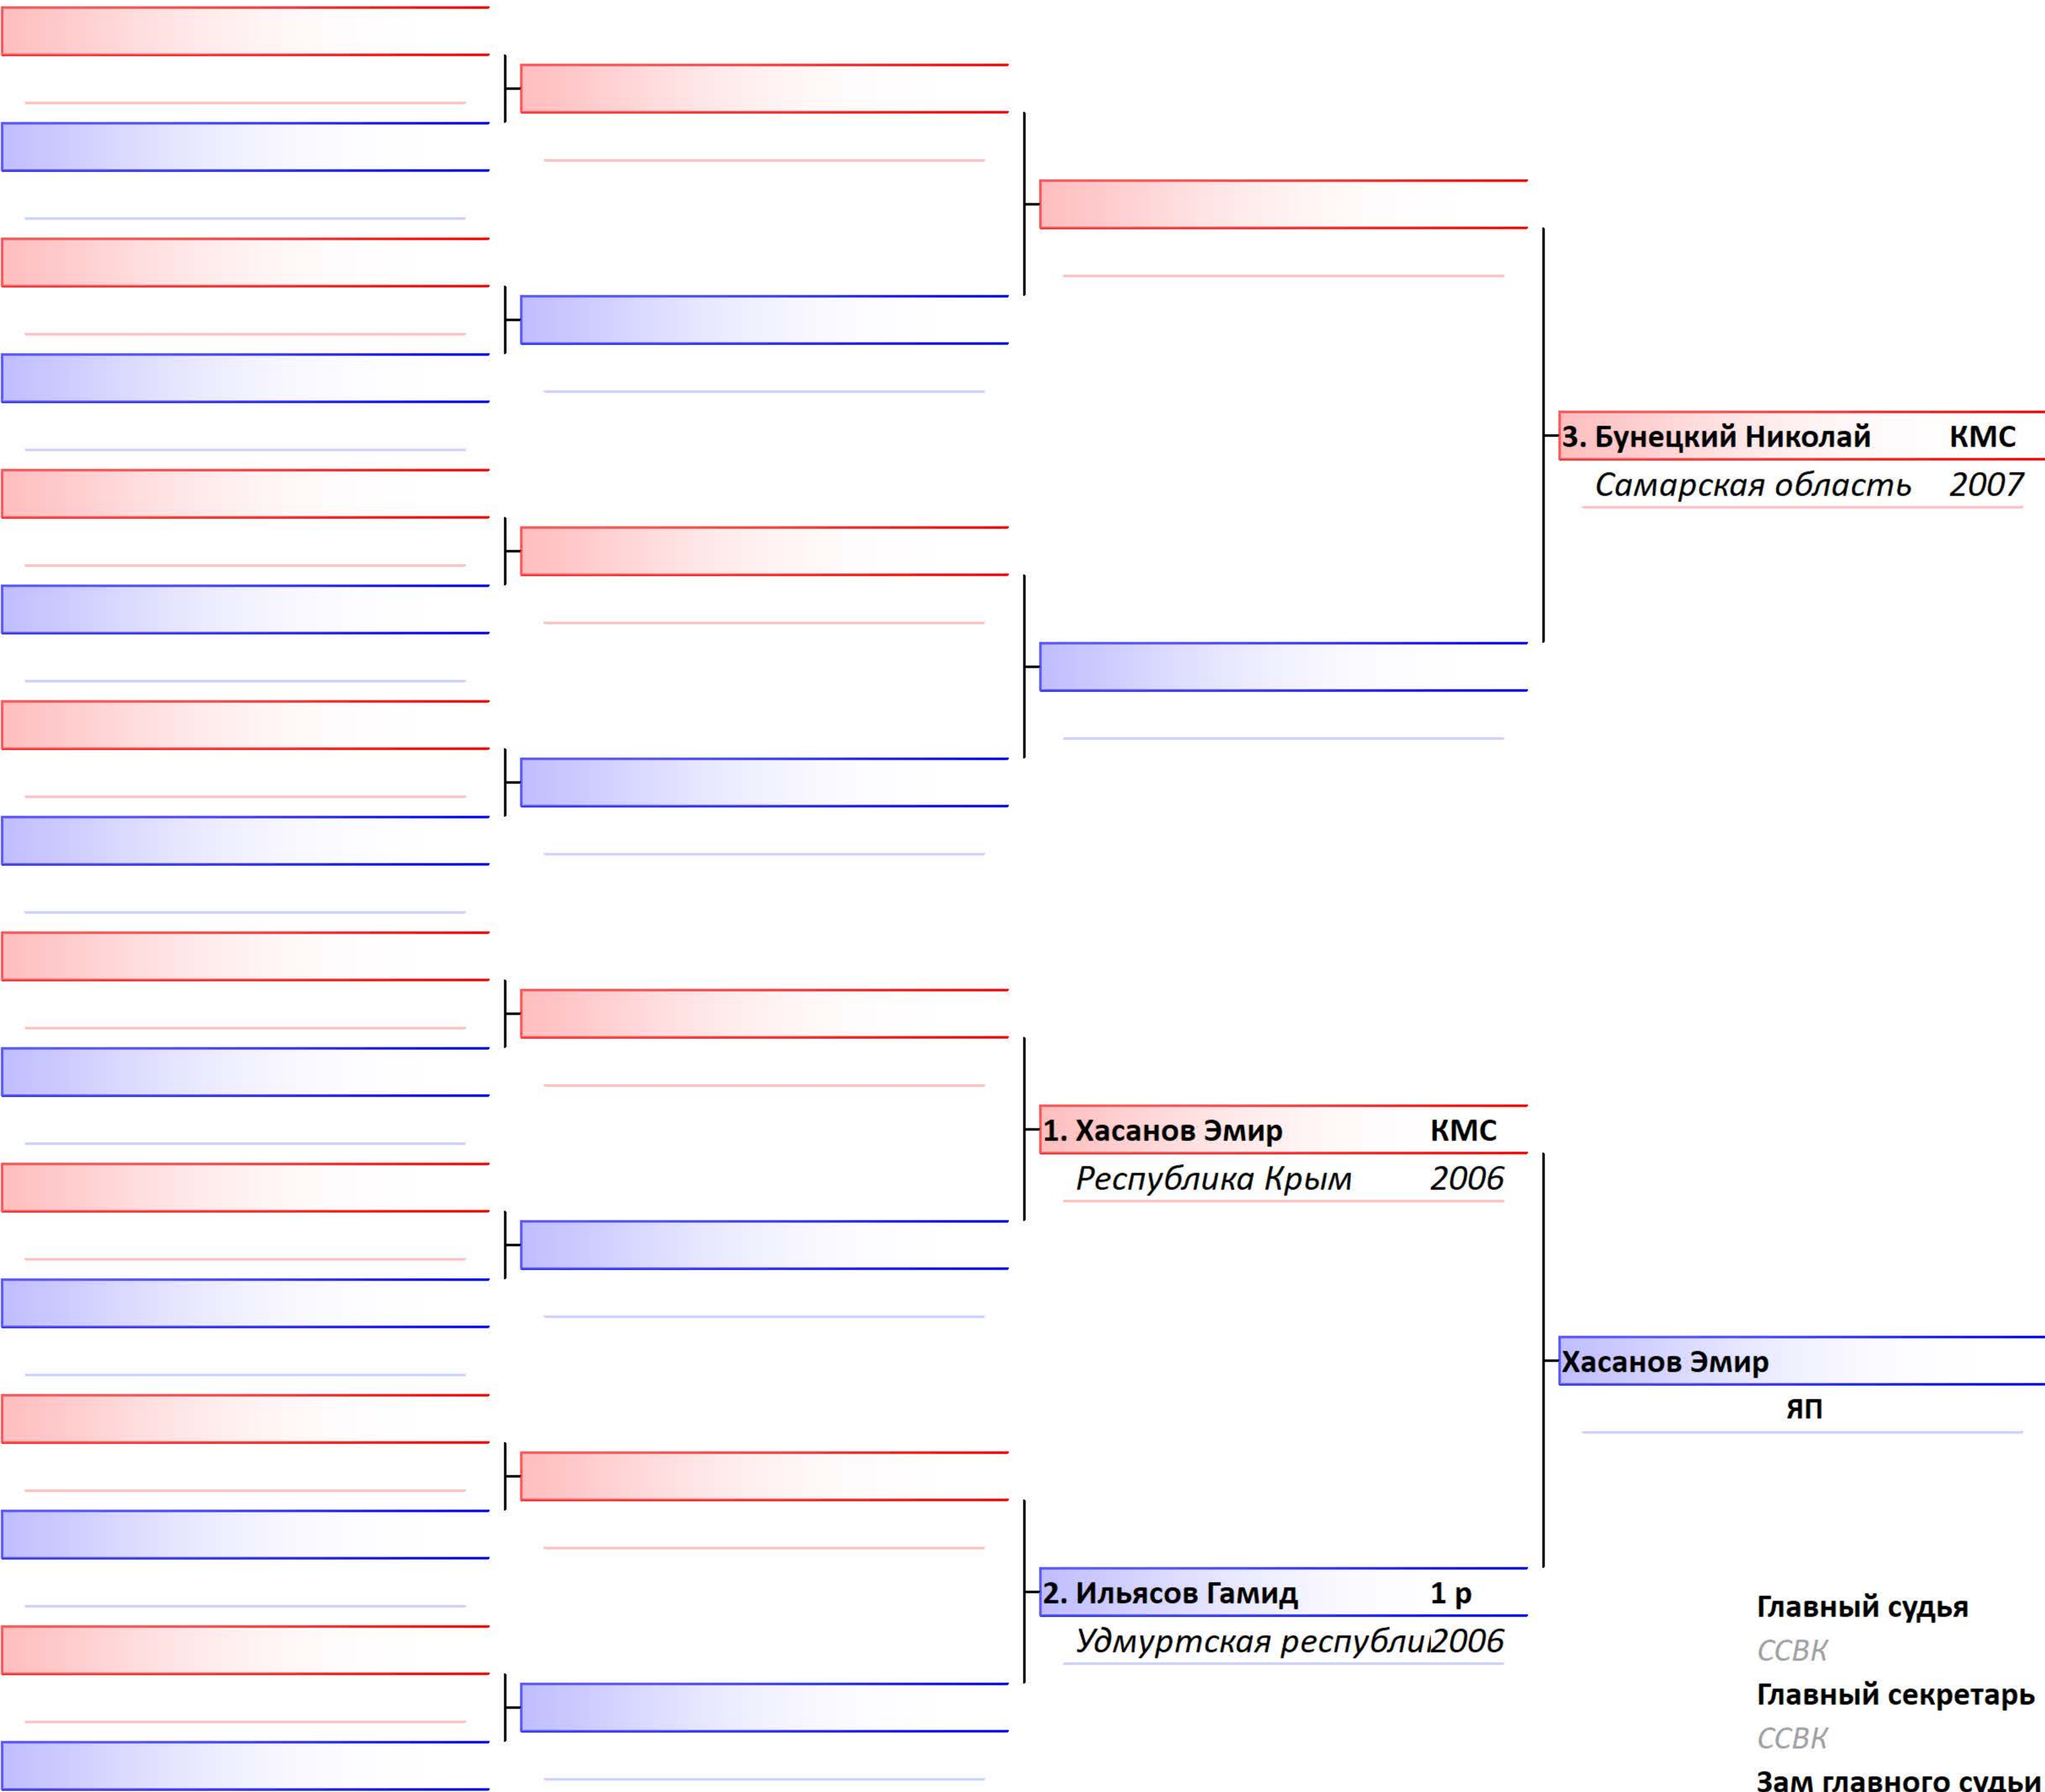 3. Бунецкий Николай КМС
Самарская область 2007
1. Хасанов Эмир КМС
Республика Крым 2006
Хасанов Эмир
ЯП
2. Ильясов Гамид 1 р
Удмуртская республи 2006
Главный судья
ССВК
Главный секретарь
ССВК
Зам главного судьи